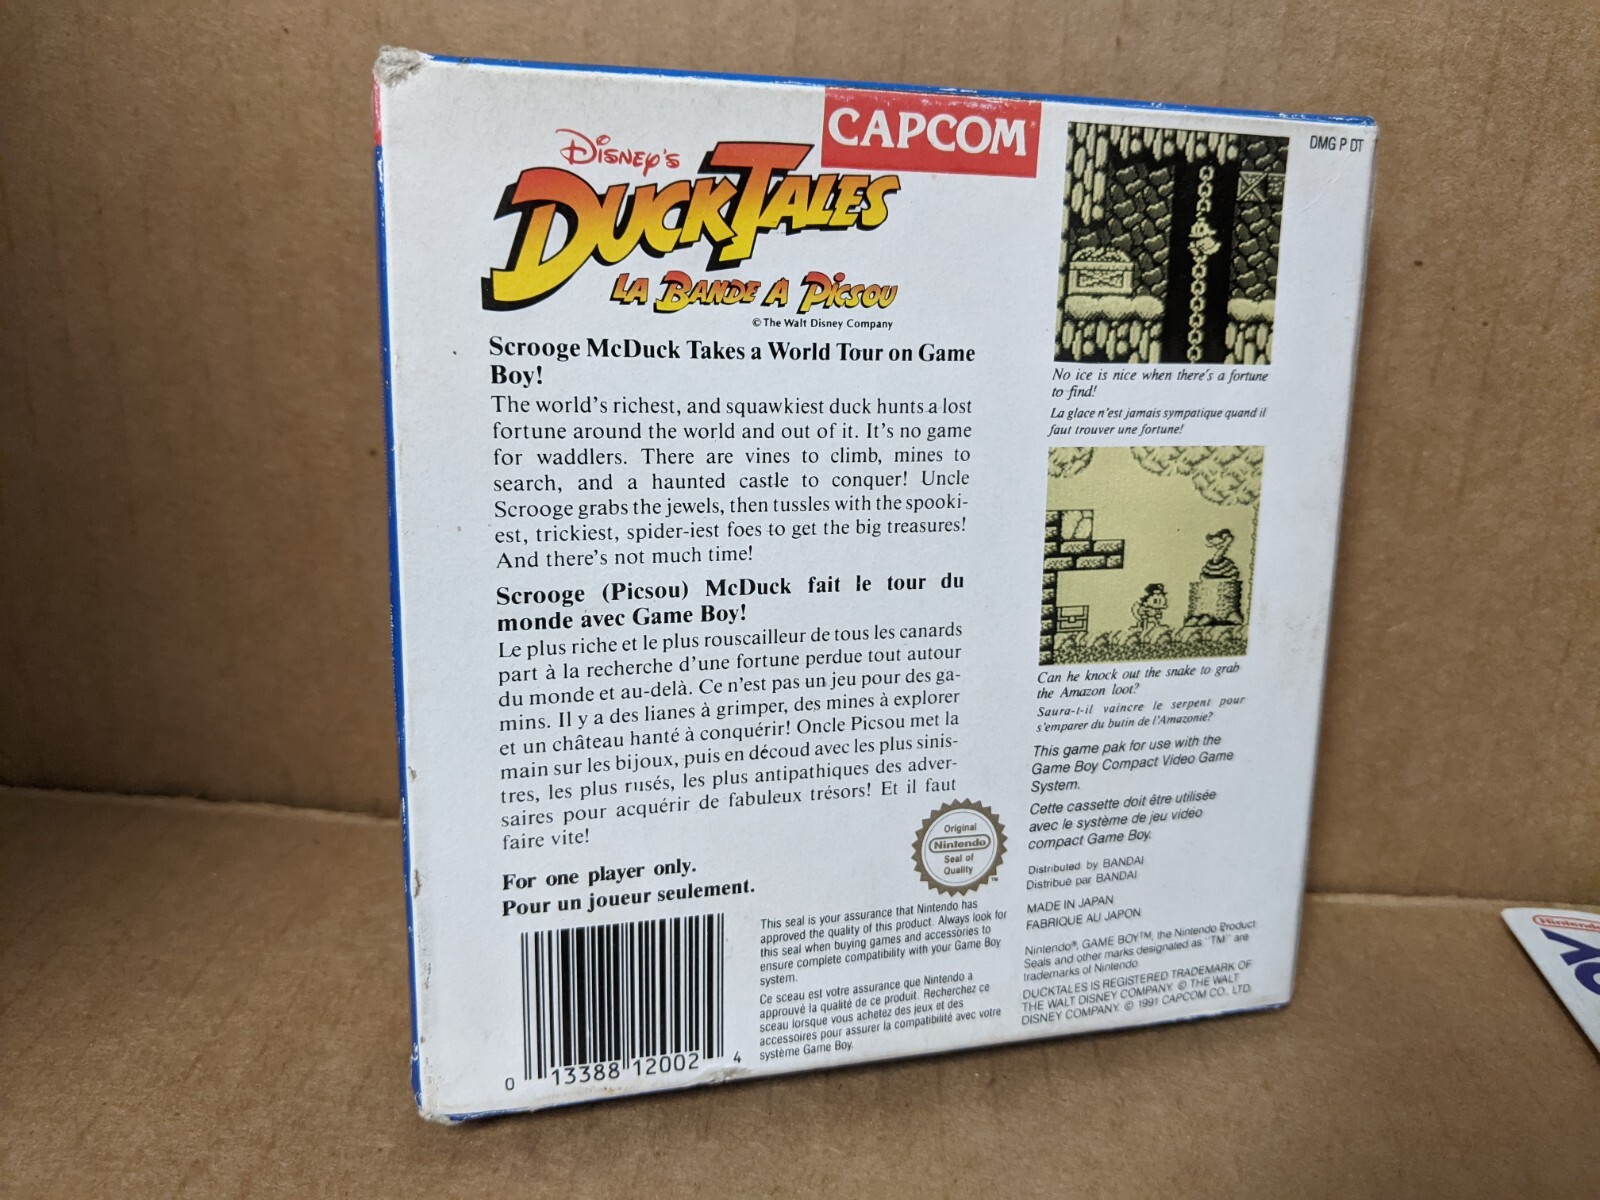 CAPCOM
DMG P DT
Disney's
DUCKTALES
LA BANDE A PICSOU
© The Walt Disney Company
Scrooge McDuck Takes a World Tour on Game
Boy!
The world's richest, and squawkiest duck hunts a lost
fortune around the world and out of it. It's no game
for waddlers. There are vines to climb, mines to
search, and a haunted castle to conquer! Uncle
Scrooge grabs the jewels, then tussles with the spooki-
est, trickiest, spider-iest foes to get the big treasures!
And there's not much time!
Scrooge (Picsou) McDuck fait le tour du
monde avec Game Boy!
Le plus riche et le plus rouscailleur de tous les canards
part à la recherche d'une fortune perdue tout autour
du monde et au-delà. Ce n'est pas un jeu pour des ga-
mins. Il y a des lianes à grimper, des mines à explorer
et un château hanté à conquérir! Oncle Picsou met la
main sur les bijoux, puis en découd avec les plus sinis-
tres, les plus rusés, les plus antipathiques des adver-
saires pour acquérir de fabuleux trésors! Et il faut
faire vite!
For one player only.
Pour un joueur seulement.
0 13388 12002 4
Original
Nintendo
Seal of
Quality
TM
This seal is your assurance that Nintendo has
approved the quality of this product. Always look for
this seal when buying games and accessories to
ensure complete compatibility with your Game Boy
system.
Ce sceau est votre assurance que Nintendo a
approuvé la qualité de ce produit. Recherchez ce
sceau lorsque vous achetez des jeux et des
accessoires pour assurer la compatibilité avec votre
système Game Boy.
No ice is nice when there's a fortune
to find!
La glace n'est jamais sympatique quand il
faut trouver une fortune!
Can he knock out the snake to grab
the Amazon loot?
Saura-t-il vaincre le serpent pour
s'emparer du butin de l'Amazonie?
This game pak for use with the
Game Boy Compact Video Game
System.
Cette cassette doit être utilisée
avec le système de jeu vidéo
compact Game Boy.
Distributed by BANDAI
Distribué par BANDAI
MADE IN JAPAN
FABRIQUE AU JAPON
Nintendo®, GAME BOY™, the Nintendo Product
Seals and other marks designated as "TM" are
trademarks of Nintendo
DUCKTALES IS REGISTERED TRADEMARK OF
THE WALT DISNEY COMPANY. © THE WALT
DISNEY COMPANY. © 1991 CAPCOM CO., LTD.
Nintendo